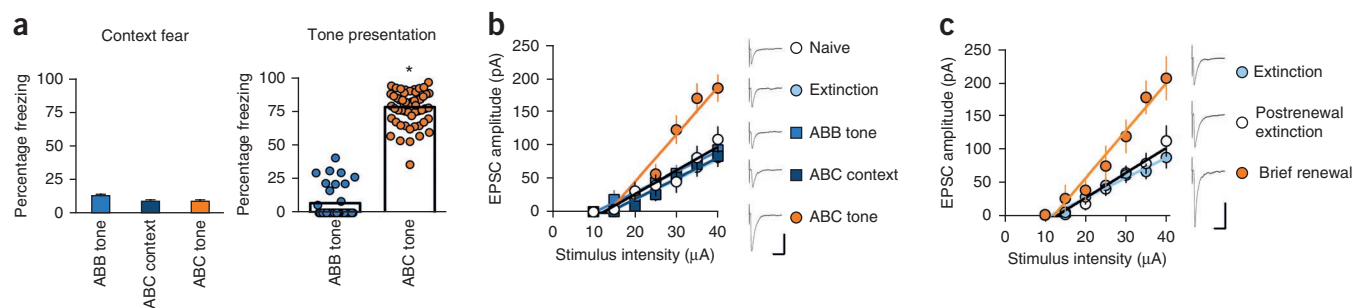 a
Context fear
Percentage freezing
100
75
50
25
0
ABB tone
ABC context
ABC tone
Tone presentation
Percentage freezing
100
75
50
25
0
*
ABB tone
ABC tone
b
EPSC amplitude (pA)
250
200
150
100
50
0
0
10
20
30
40
Stimulus intensity (μA)
Naive
Extinction
ABB tone
ABC context
ABC tone
c
EPSC amplitude (pA)
250
200
150
100
50
0
0
10
20
30
40
Stimulus intensity (μA)
Extinction
Postrenewal
extinction
Brief renewal